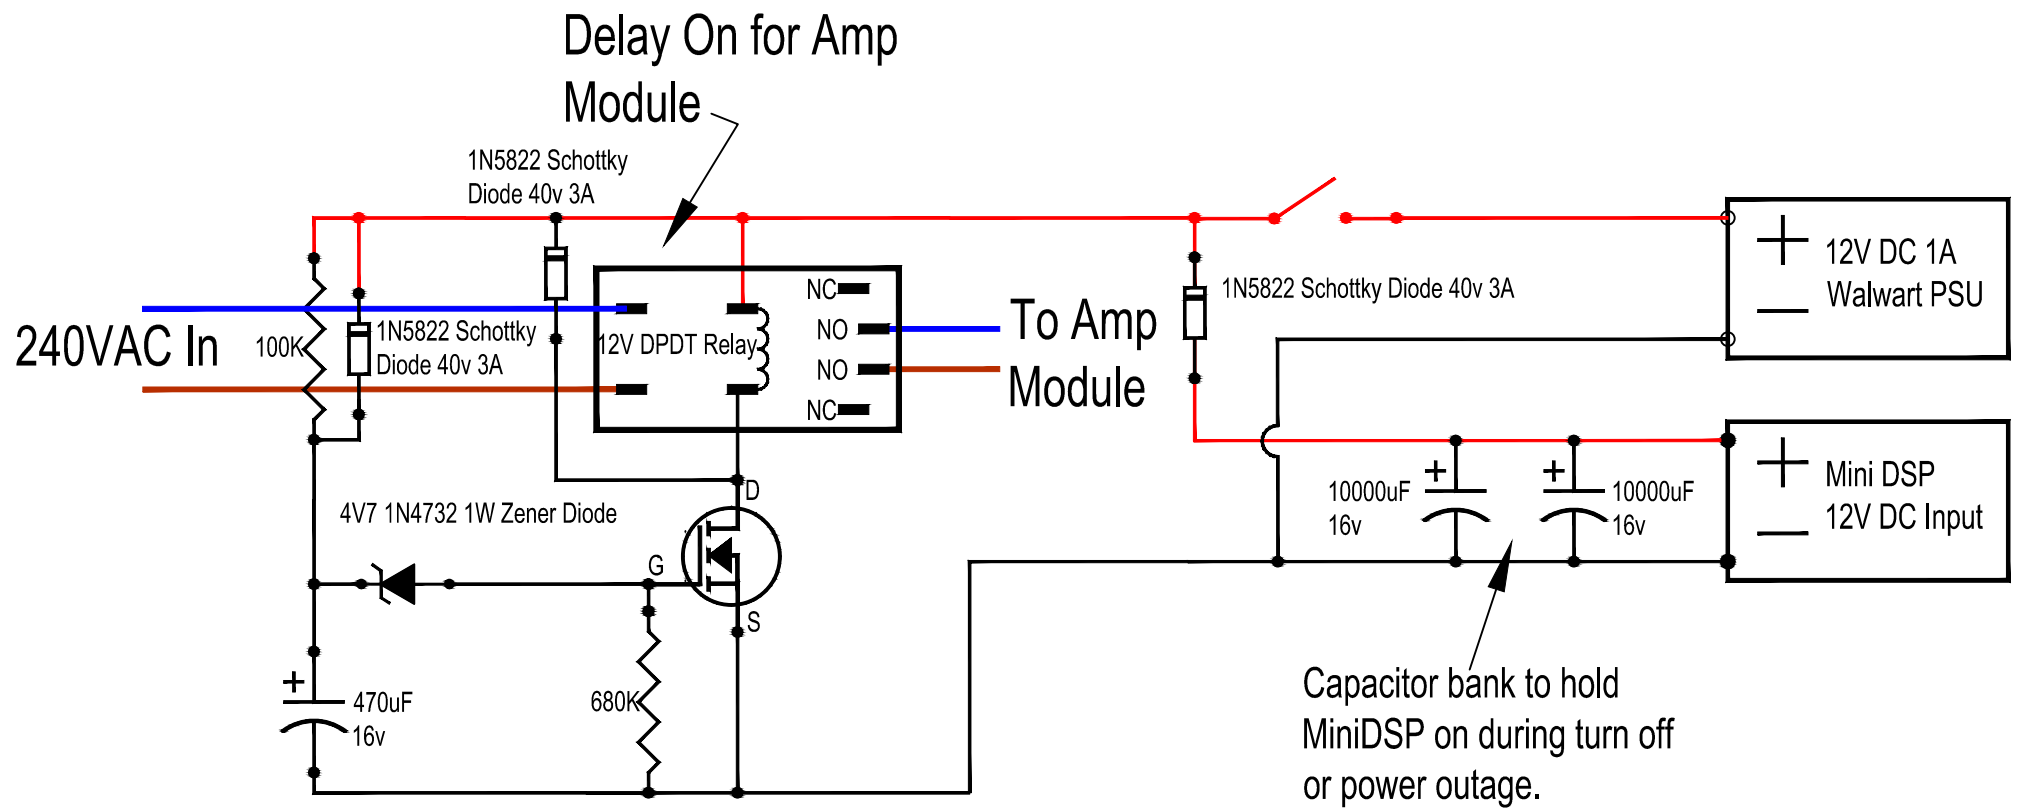 Delay On for Amp
Module
1N5822 Schottky
Diode 40v 3A
240VAC In
100K
1N5822 Schottky
Diode 40v 3A
12V DPDT Relay
NC
NO
NO
NC
To Amp
Module
1N5822 Schottky Diode 40v 3A
12V DC 1A
Walwart PSU
Mini DSP
12V DC Input
10000uF
16v
10000uF
16v
4V7 1N4732 1W Zener Diode
D
G
S
470uF
16v
680K
Capacitor bank to hold
MiniDSP on during turn off
or power outage.